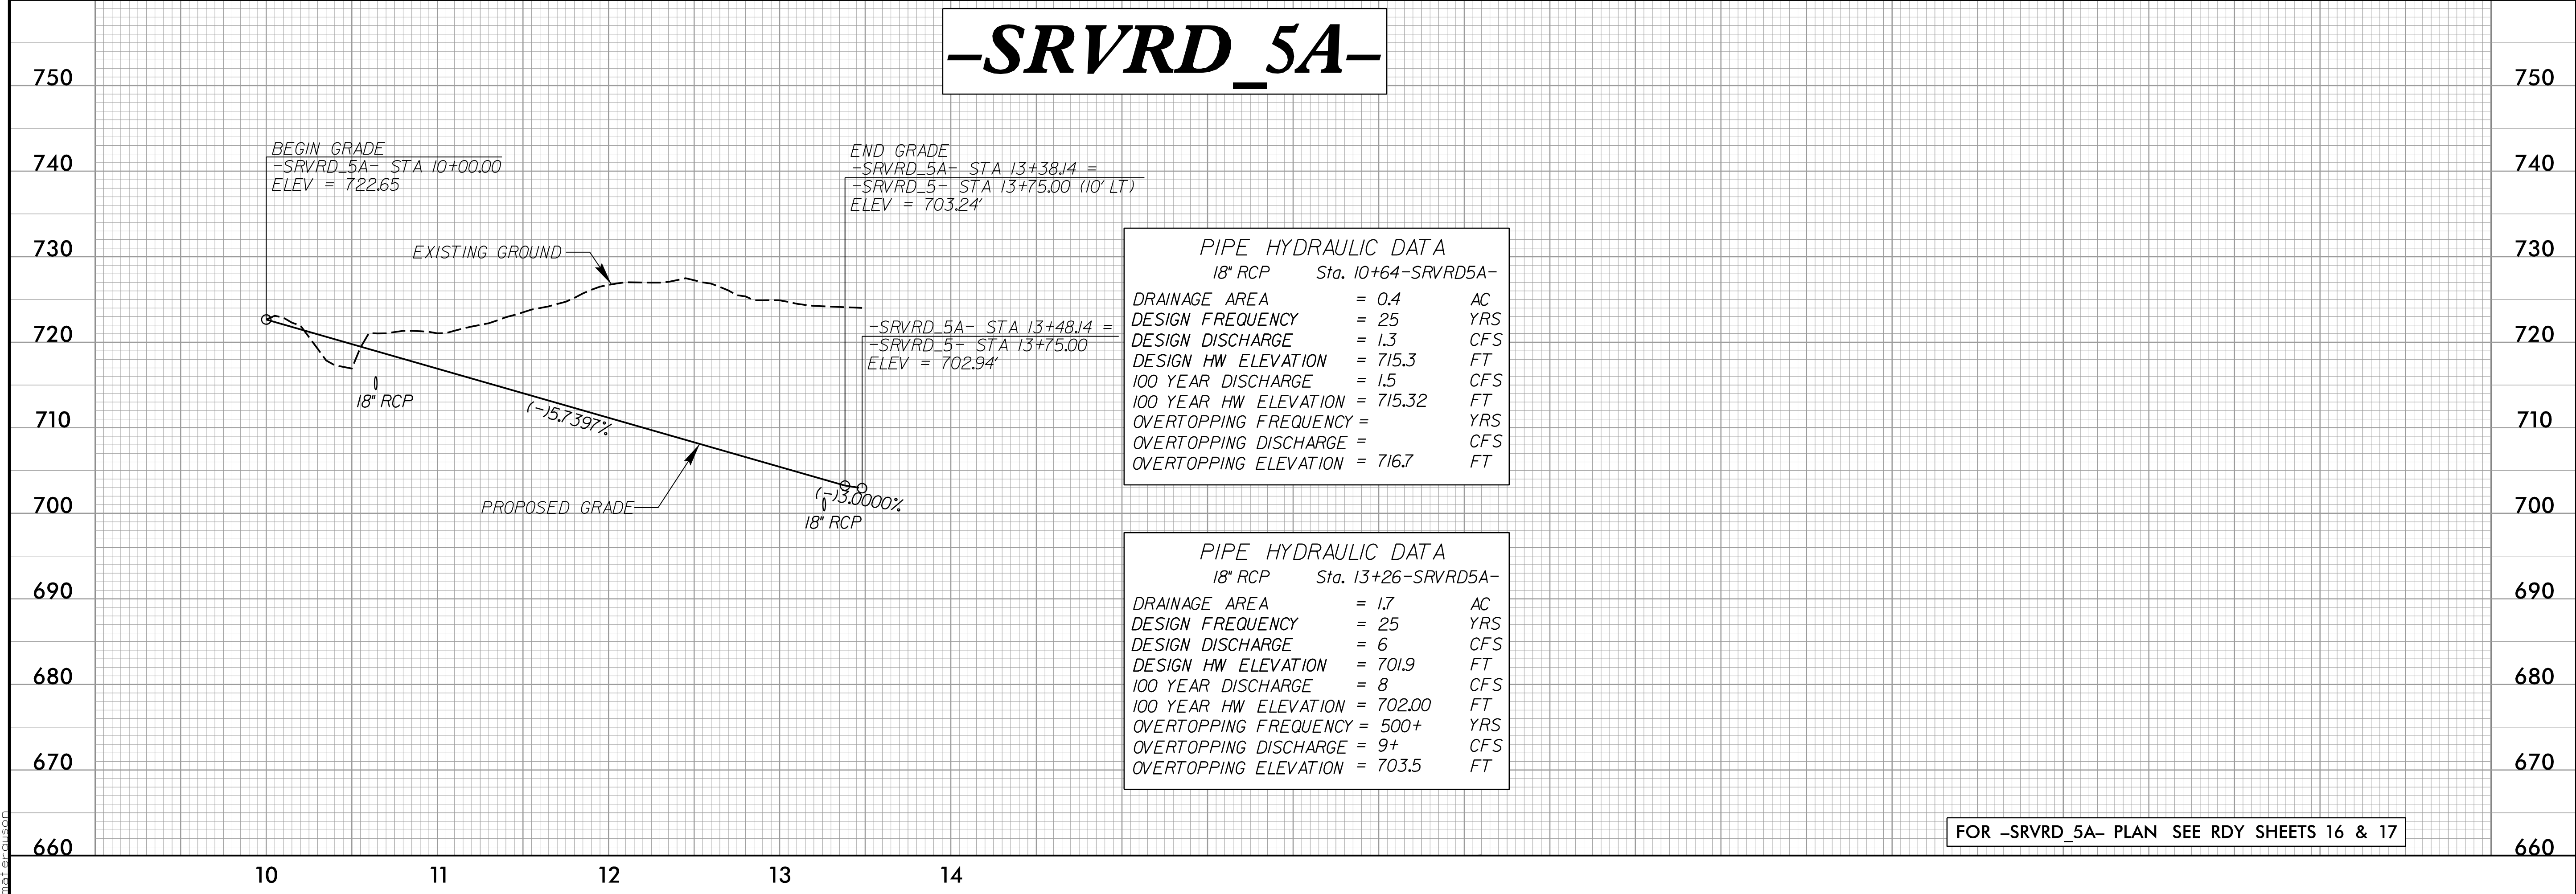 –SRVRD_5A–
750
750
BEGIN GRADE
-SRVRD_5A- STA 10+00.00
ELEV = 722.65
END GRADE
-SRVRD_5A- STA 13+38.14 =
-SRVRD_5- STA 13+75.00 (10' LT)
ELEV = 703.24'
740
740
730
730
EXISTING GROUND
720
720
-SRVRD_5A- STA 13+48.14 =
-SRVRD_5- STA 13+75.00
ELEV = 702.94'
18" RCP
710
710
(-)5.7397%
PROPOSED GRADE
(-)3.0000%
18" RCP
700
700
PIPE HYDRAULIC DATA
18" RCP Sta. 10+64-SRVRD5A-
DRAINAGE AREA = 0.4 AC
DESIGN FREQUENCY = 25 YRS
DESIGN DISCHARGE = 1.3 CFS
DESIGN HW ELEVATION = 715.3 FT
100 YEAR DISCHARGE = 1.5 CFS
100 YEAR HW ELEVATION = 715.32 FT
OVERTOPPING FREQUENCY = YRS
OVERTOPPING DISCHARGE = CFS
OVERTOPPING ELEVATION = 716.7 FT
PIPE HYDRAULIC DATA
18" RCP Sta. 13+26-SRVRD5A-
DRAINAGE AREA = 1.7 AC
DESIGN FREQUENCY = 25 YRS
DESIGN DISCHARGE = 6 CFS
DESIGN HW ELEVATION = 701.9 FT
100 YEAR DISCHARGE = 8 CFS
100 YEAR HW ELEVATION = 702.00 FT
OVERTOPPING FREQUENCY = 500+ YRS
OVERTOPPING DISCHARGE = 9+ CFS
OVERTOPPING ELEVATION = 703.5 FT
690
690
680
680
670
670
660
660
FOR –SRVRD_5A– PLAN SEE RDY SHEETS 16 & 17
10 11 12 13 14